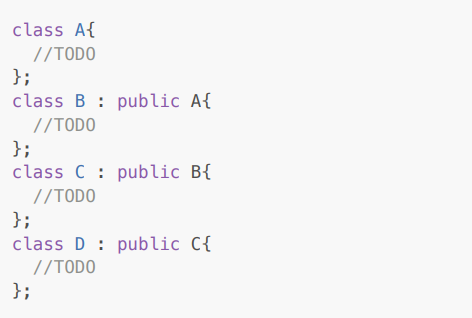 class A{
  //TODO
};
class B : public A{
  //TODO
};
class C : public B{
  //TODO
};
class D : public C{
  //TODO
};